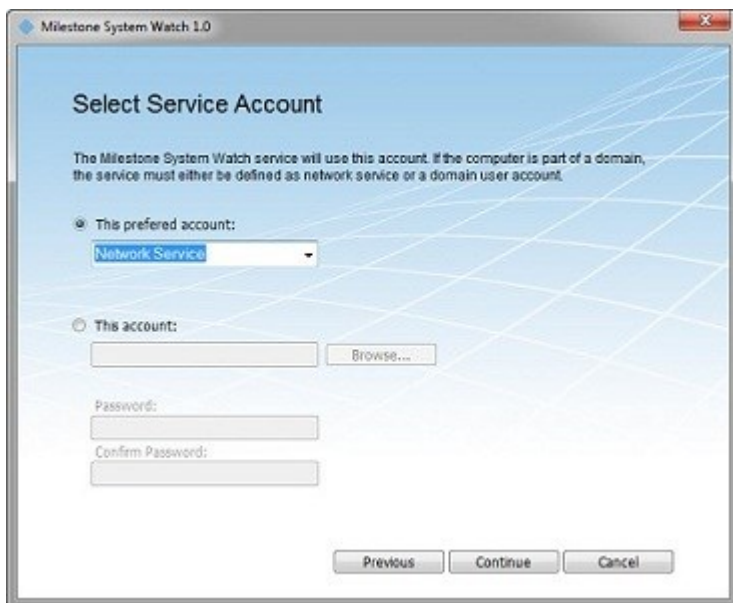 Milestone System Watch 1.0
Select Service Account
The Milestone System Watch service will use this account. If the computer is part of a domain,
the service must either be defined as network service or a domain user account.
This prefered account:
Network Service
This account:
Browse...
Password:
Confirm Password:
Previous Continue Cancel